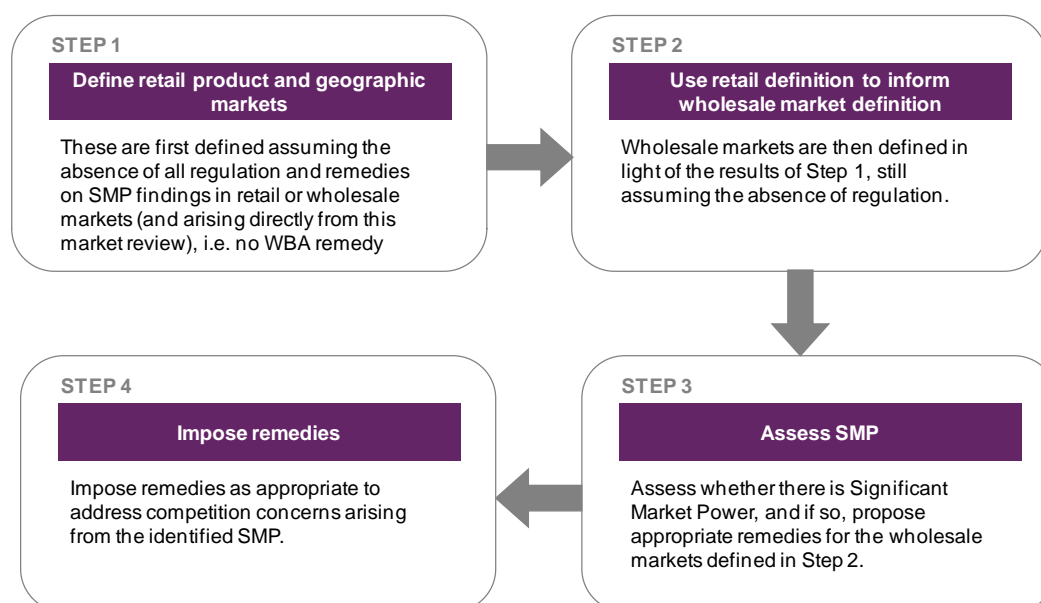 STEP 1
Define retail product and geographic
markets
These are first defined assuming the
absence of all regulation and remedies
on SMP findings in retail or wholesale
markets (and arising directly from this
market review), i.e. no WBA remedy
STEP 2
Use retail definition to inform
wholesale market definition
Wholesale markets are then defined in
light of the results of Step 1, still
assuming the absence of regulation.
STEP 3
Assess SMP
Assess whether there is Significant
Market Power, and if so, propose
appropriate remedies for the wholesale
markets defined in Step 2.
STEP 4
Impose remedies
Impose remedies as appropriate to
address competition concerns arising
from the identified SMP.